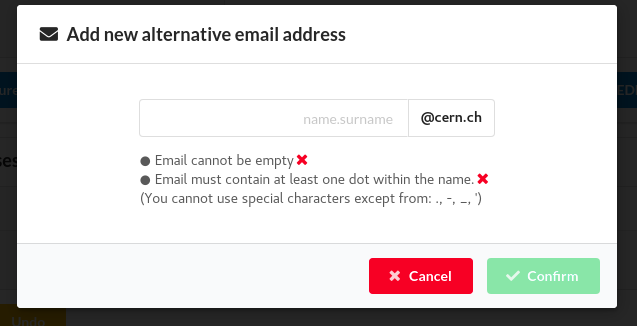 Add new alternative email address
name.surname @cern.ch
● Email cannot be empty ✖
● Email must contain at least one dot within the name. ✖
(You cannot use special characters except from: ., -, _, ')
✖ Cancel ✔ Confirm
Undo